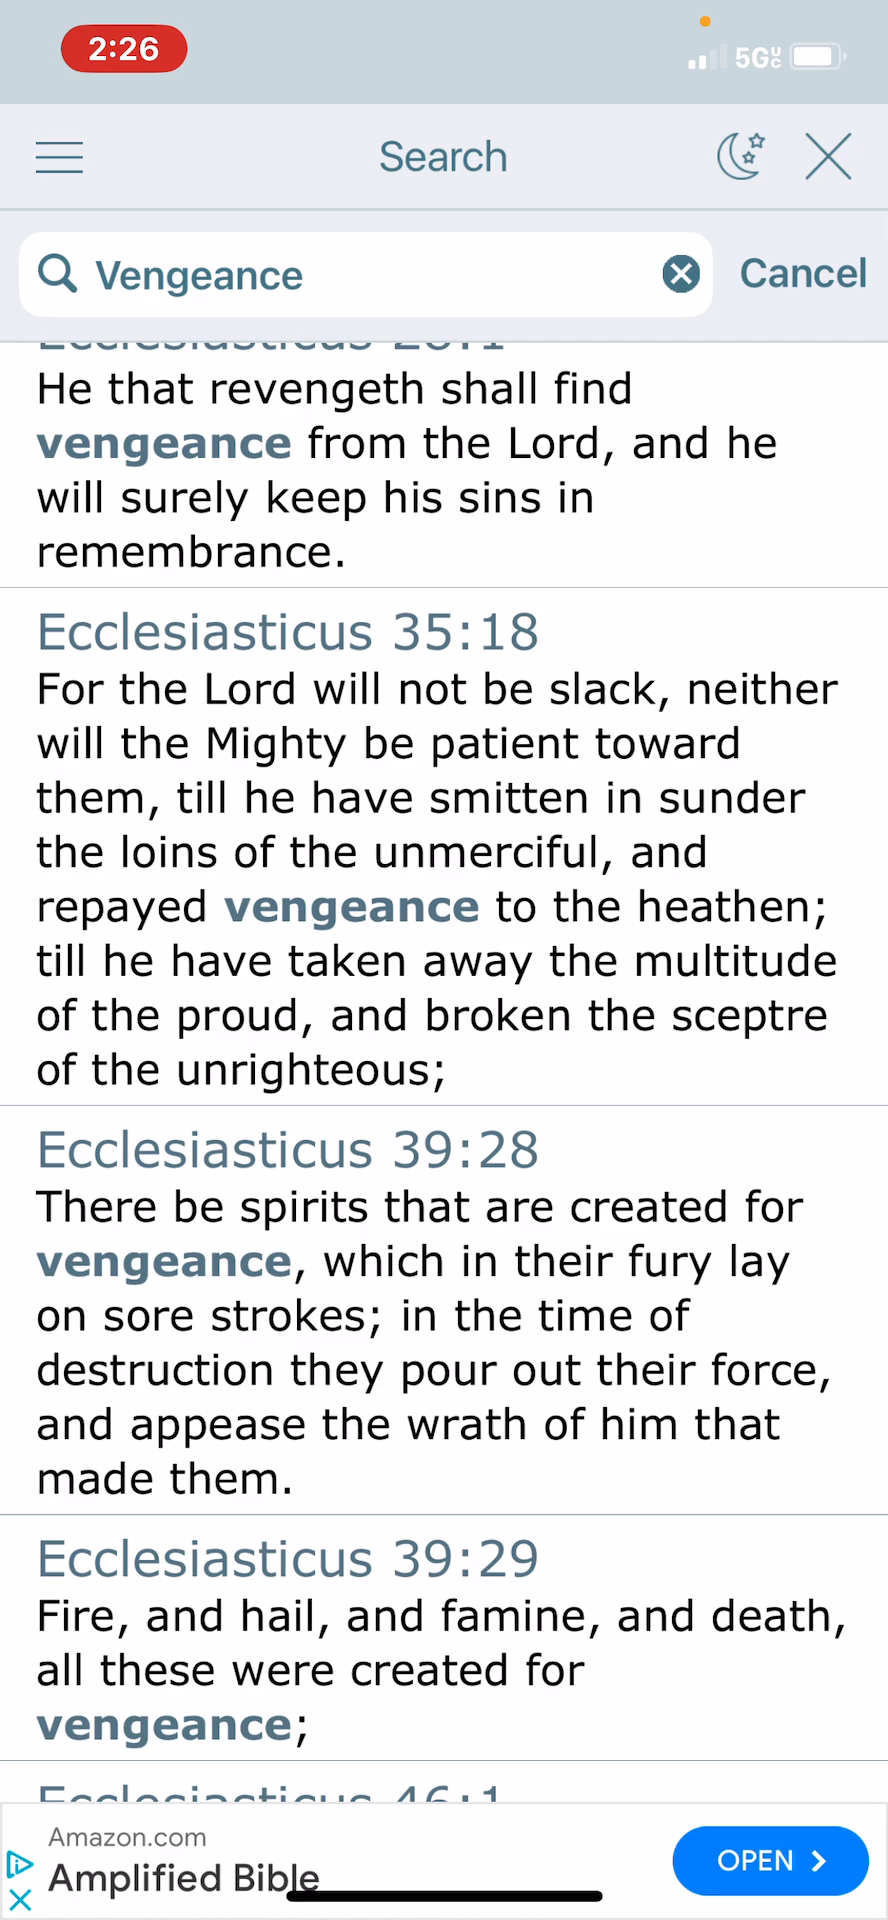 2:26
5G UC
Search
Vengeance
Cancel
Ecclesiasticus 28:1
He that revengeth shall find
vengeance from the Lord, and he
will surely keep his sins in
remembrance.
Ecclesiasticus 35:18
For the Lord will not be slack, neither
will the Mighty be patient toward
them, till he have smitten in sunder
the loins of the unmerciful, and
repayed vengeance to the heathen;
till he have taken away the multitude
of the proud, and broken the sceptre
of the unrighteous;
Ecclesiasticus 39:28
There be spirits that are created for
vengeance, which in their fury lay
on sore strokes; in the time of
destruction they pour out their force,
and appease the wrath of him that
made them.
Ecclesiasticus 39:29
Fire, and hail, and famine, and death,
all these were created for
vengeance;
Ecclesiasticus 46:1
Amazon.com
Amplified Bible
OPEN